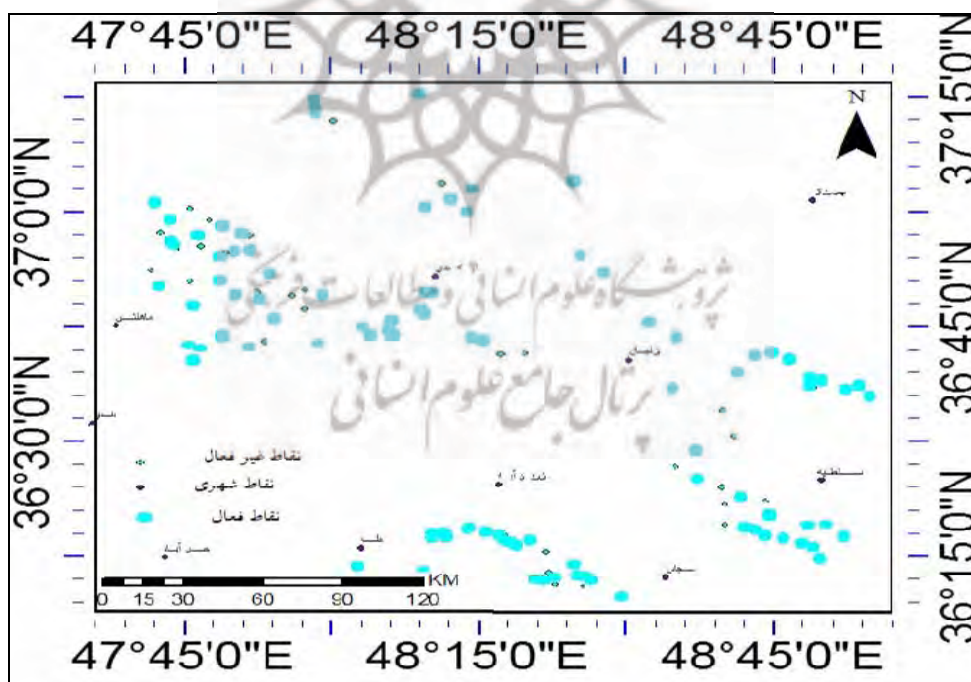 47°45'0"E 48°15'0"E 48°45'0"E
37°15'0"N
N
37°0'0"N
پژوهشگاه علوم انسانی و مطالعات فرهنگی
ماهنشان
زنجان
36°45'0"N
پرتال جامع علوم انسانی
36°30'0"N
سلطانیه
نقاط غیر فعال
نقاط شهری
نقاط فعال
36°15'0"N
سجاس
KM
0 15 30 60 90 120
47°45'0"E 48°15'0"E 48°45'0"E